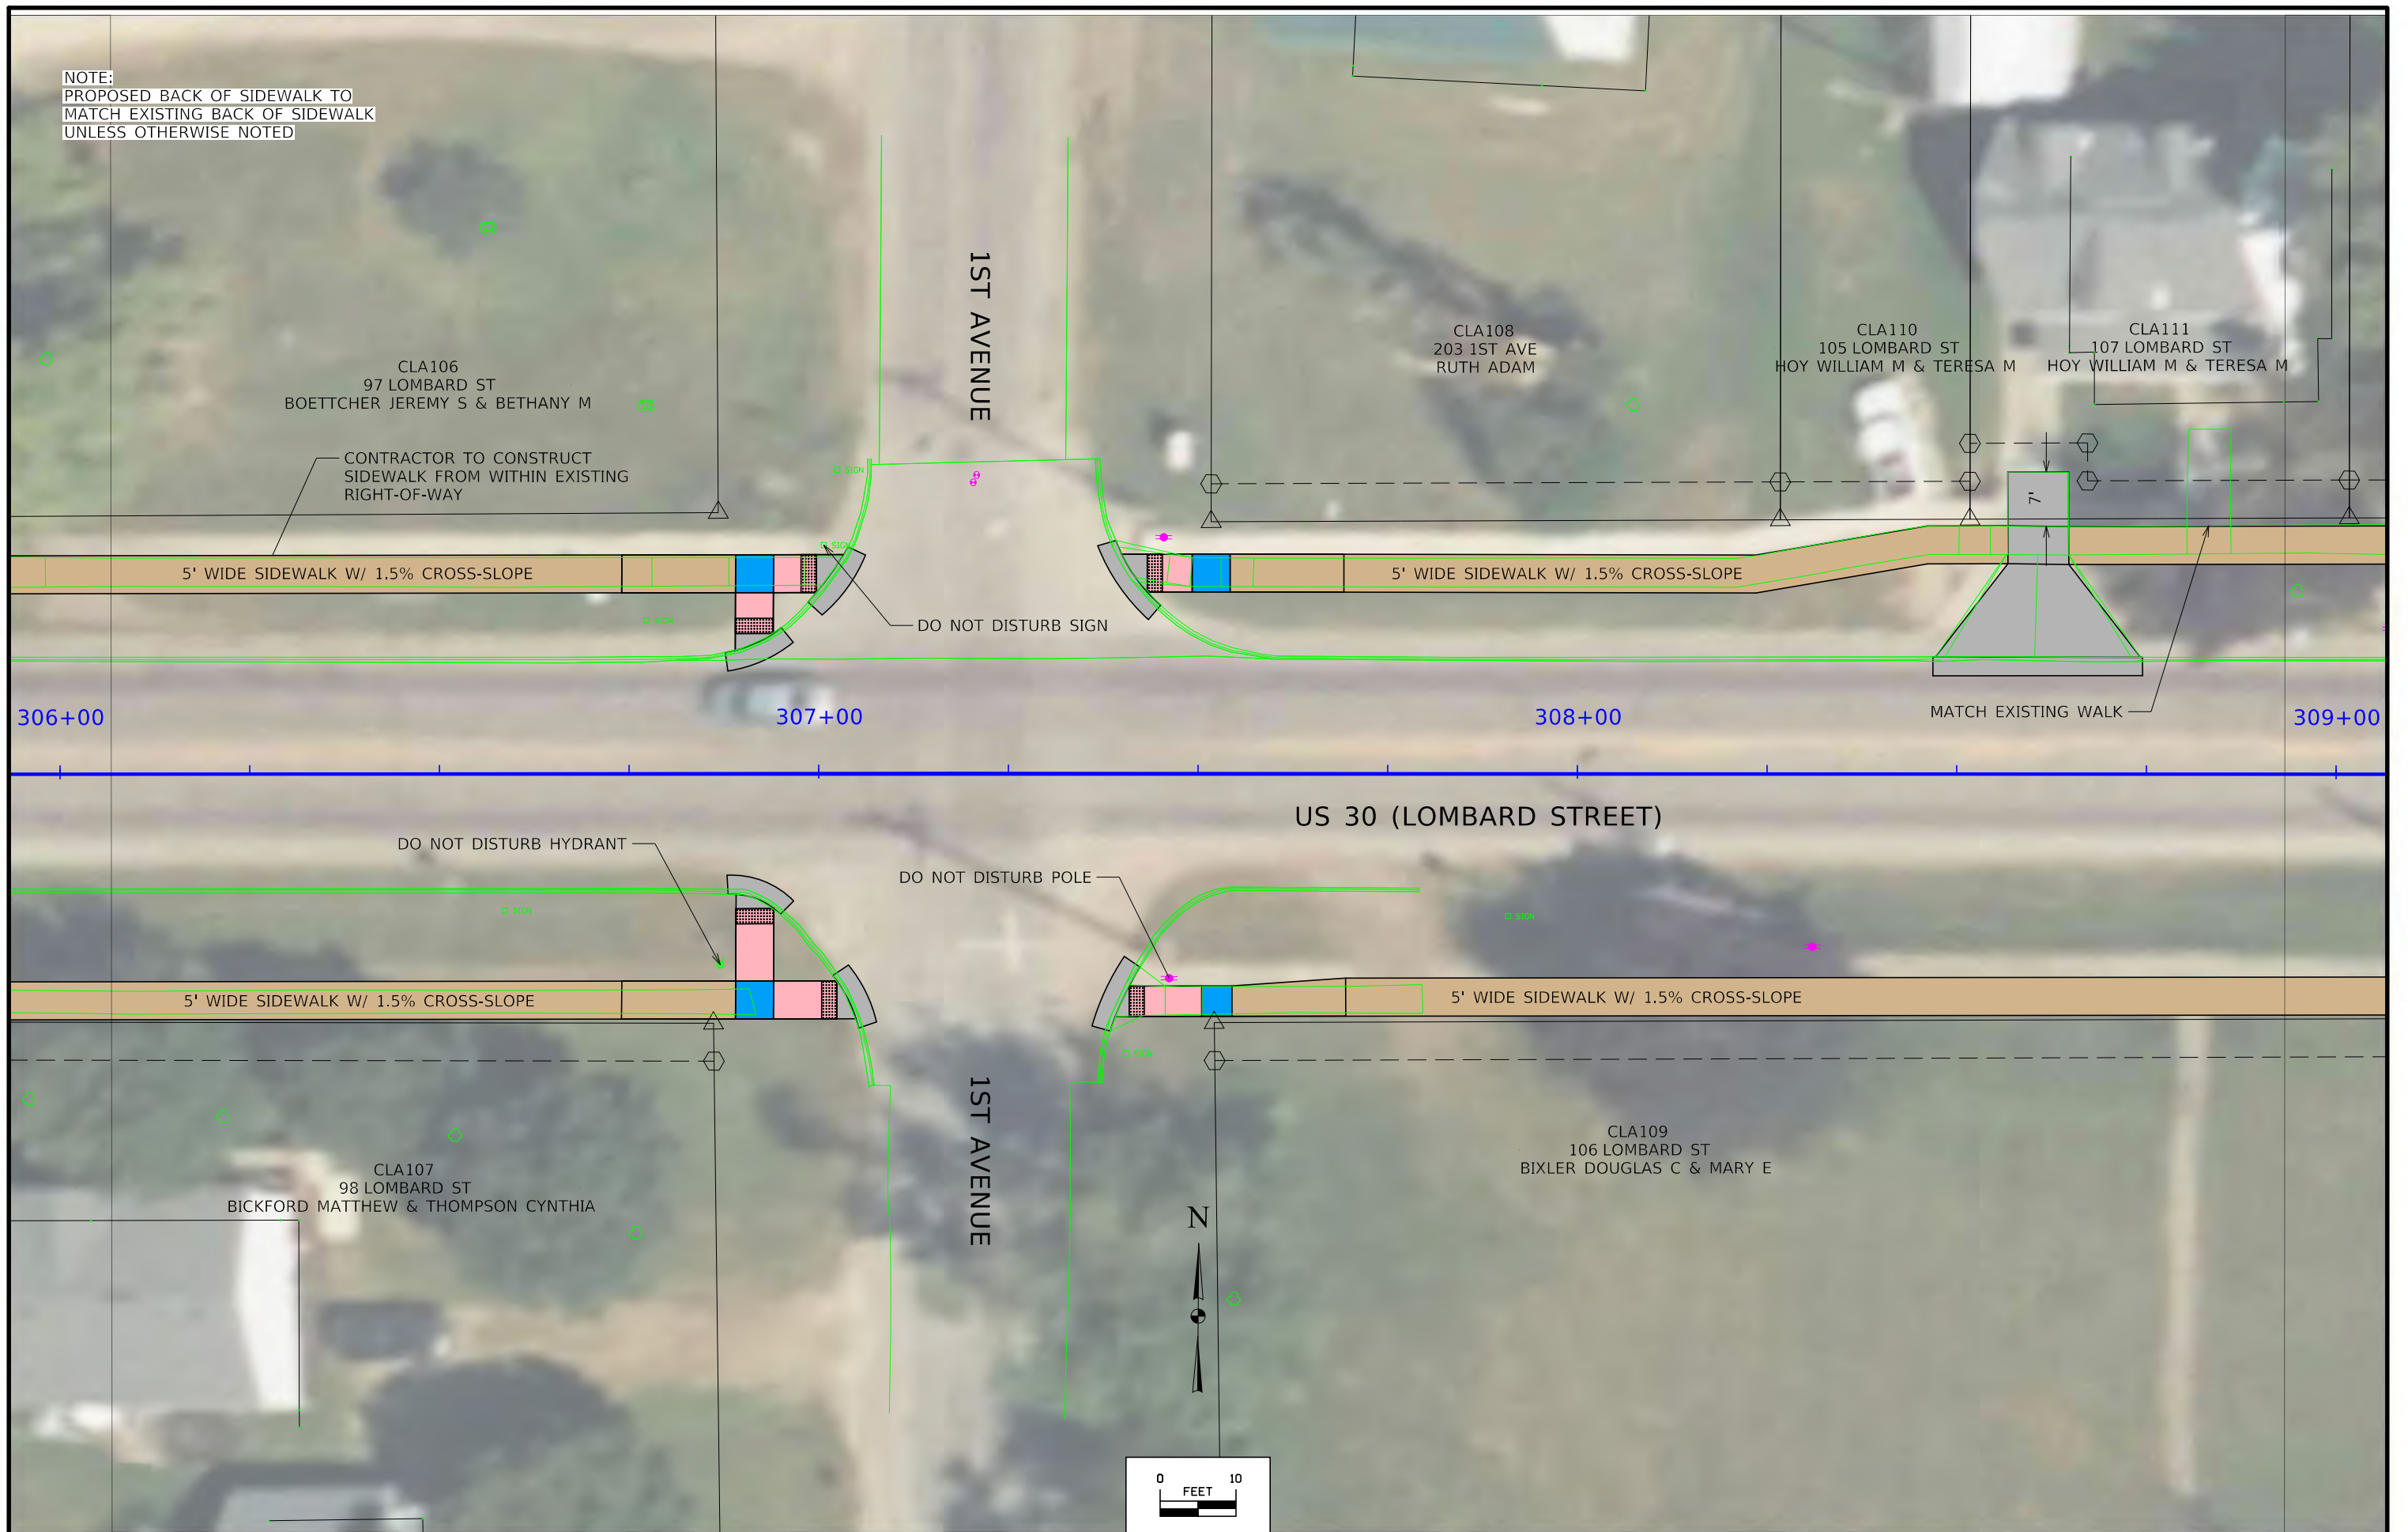 NOTE:
PROPOSED BACK OF SIDEWALK TO
MATCH EXISTING BACK OF SIDEWALK
UNLESS OTHERWISE NOTED
1ST AVENUE
CLA106
97 LOMBARD ST
BOETTCHER JEREMY S & BETHANY M
CLA108
203 1ST AVE
RUTH ADAM
CLA110
105 LOMBARD ST
HOY WILLIAM M & TERESA M
CLA111
107 LOMBARD ST
HOY WILLIAM M & TERESA M
CONTRACTOR TO CONSTRUCT
SIDEWALK FROM WITHIN EXISTING
RIGHT-OF-WAY
SIGN
7'
SIGN
5' WIDE SIDEWALK W/ 1.5% CROSS-SLOPE
5' WIDE SIDEWALK W/ 1.5% CROSS-SLOPE
SIGN
DO NOT DISTURB SIGN
MATCH EXISTING WALK
306+00
307+00
308+00
309+00
US 30 (LOMBARD STREET)
DO NOT DISTURB HYDRANT
DO NOT DISTURB POLE
SIGN
SIGN
5' WIDE SIDEWALK W/ 1.5% CROSS-SLOPE
5' WIDE SIDEWALK W/ 1.5% CROSS-SLOPE
SIGN
1ST AVENUE
CLA107
98 LOMBARD ST
BICKFORD MATTHEW & THOMPSON CYNTHIA
CLA109
106 LOMBARD ST
BIXLER DOUGLAS C & MARY E
N
0 10
FEET